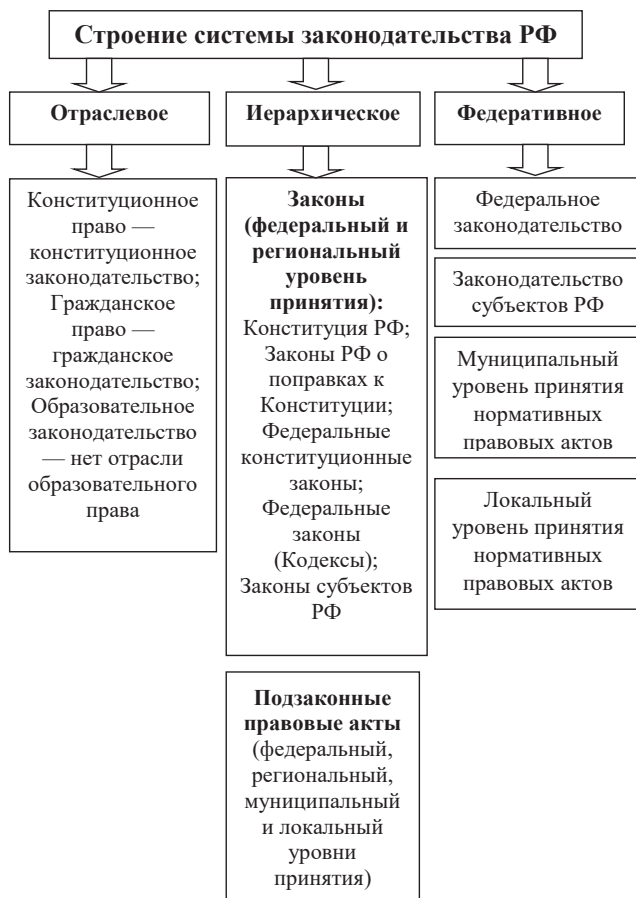 Строение системы законодательства РФ
Отраслевое
Иерархическое
Федеративное
Конституционное
право —
конституционное
законодательство;
Гражданское
право —
гражданское
законодательство;
Образовательное
законодательство
— нет отрасли
образовательного
права
Законы
(федеральный и
региональный
уровень
принятия):
Конституция РФ;
Законы РФ о
поправках к
Конституции;
Федеральные
конституционные
законы;
Федеральные
законы
(Кодексы);
Законы субъектов
РФ
Подзаконные
правовые акты
(федеральный,
региональный,
муниципальный
и локальный
уровни
принятия)
Федеральное
законодательство
Законодательство
субъектов РФ
Муниципальный
уровень принятия
нормативных
правовых актов
Локальный
уровень принятия
нормативных
правовых актов